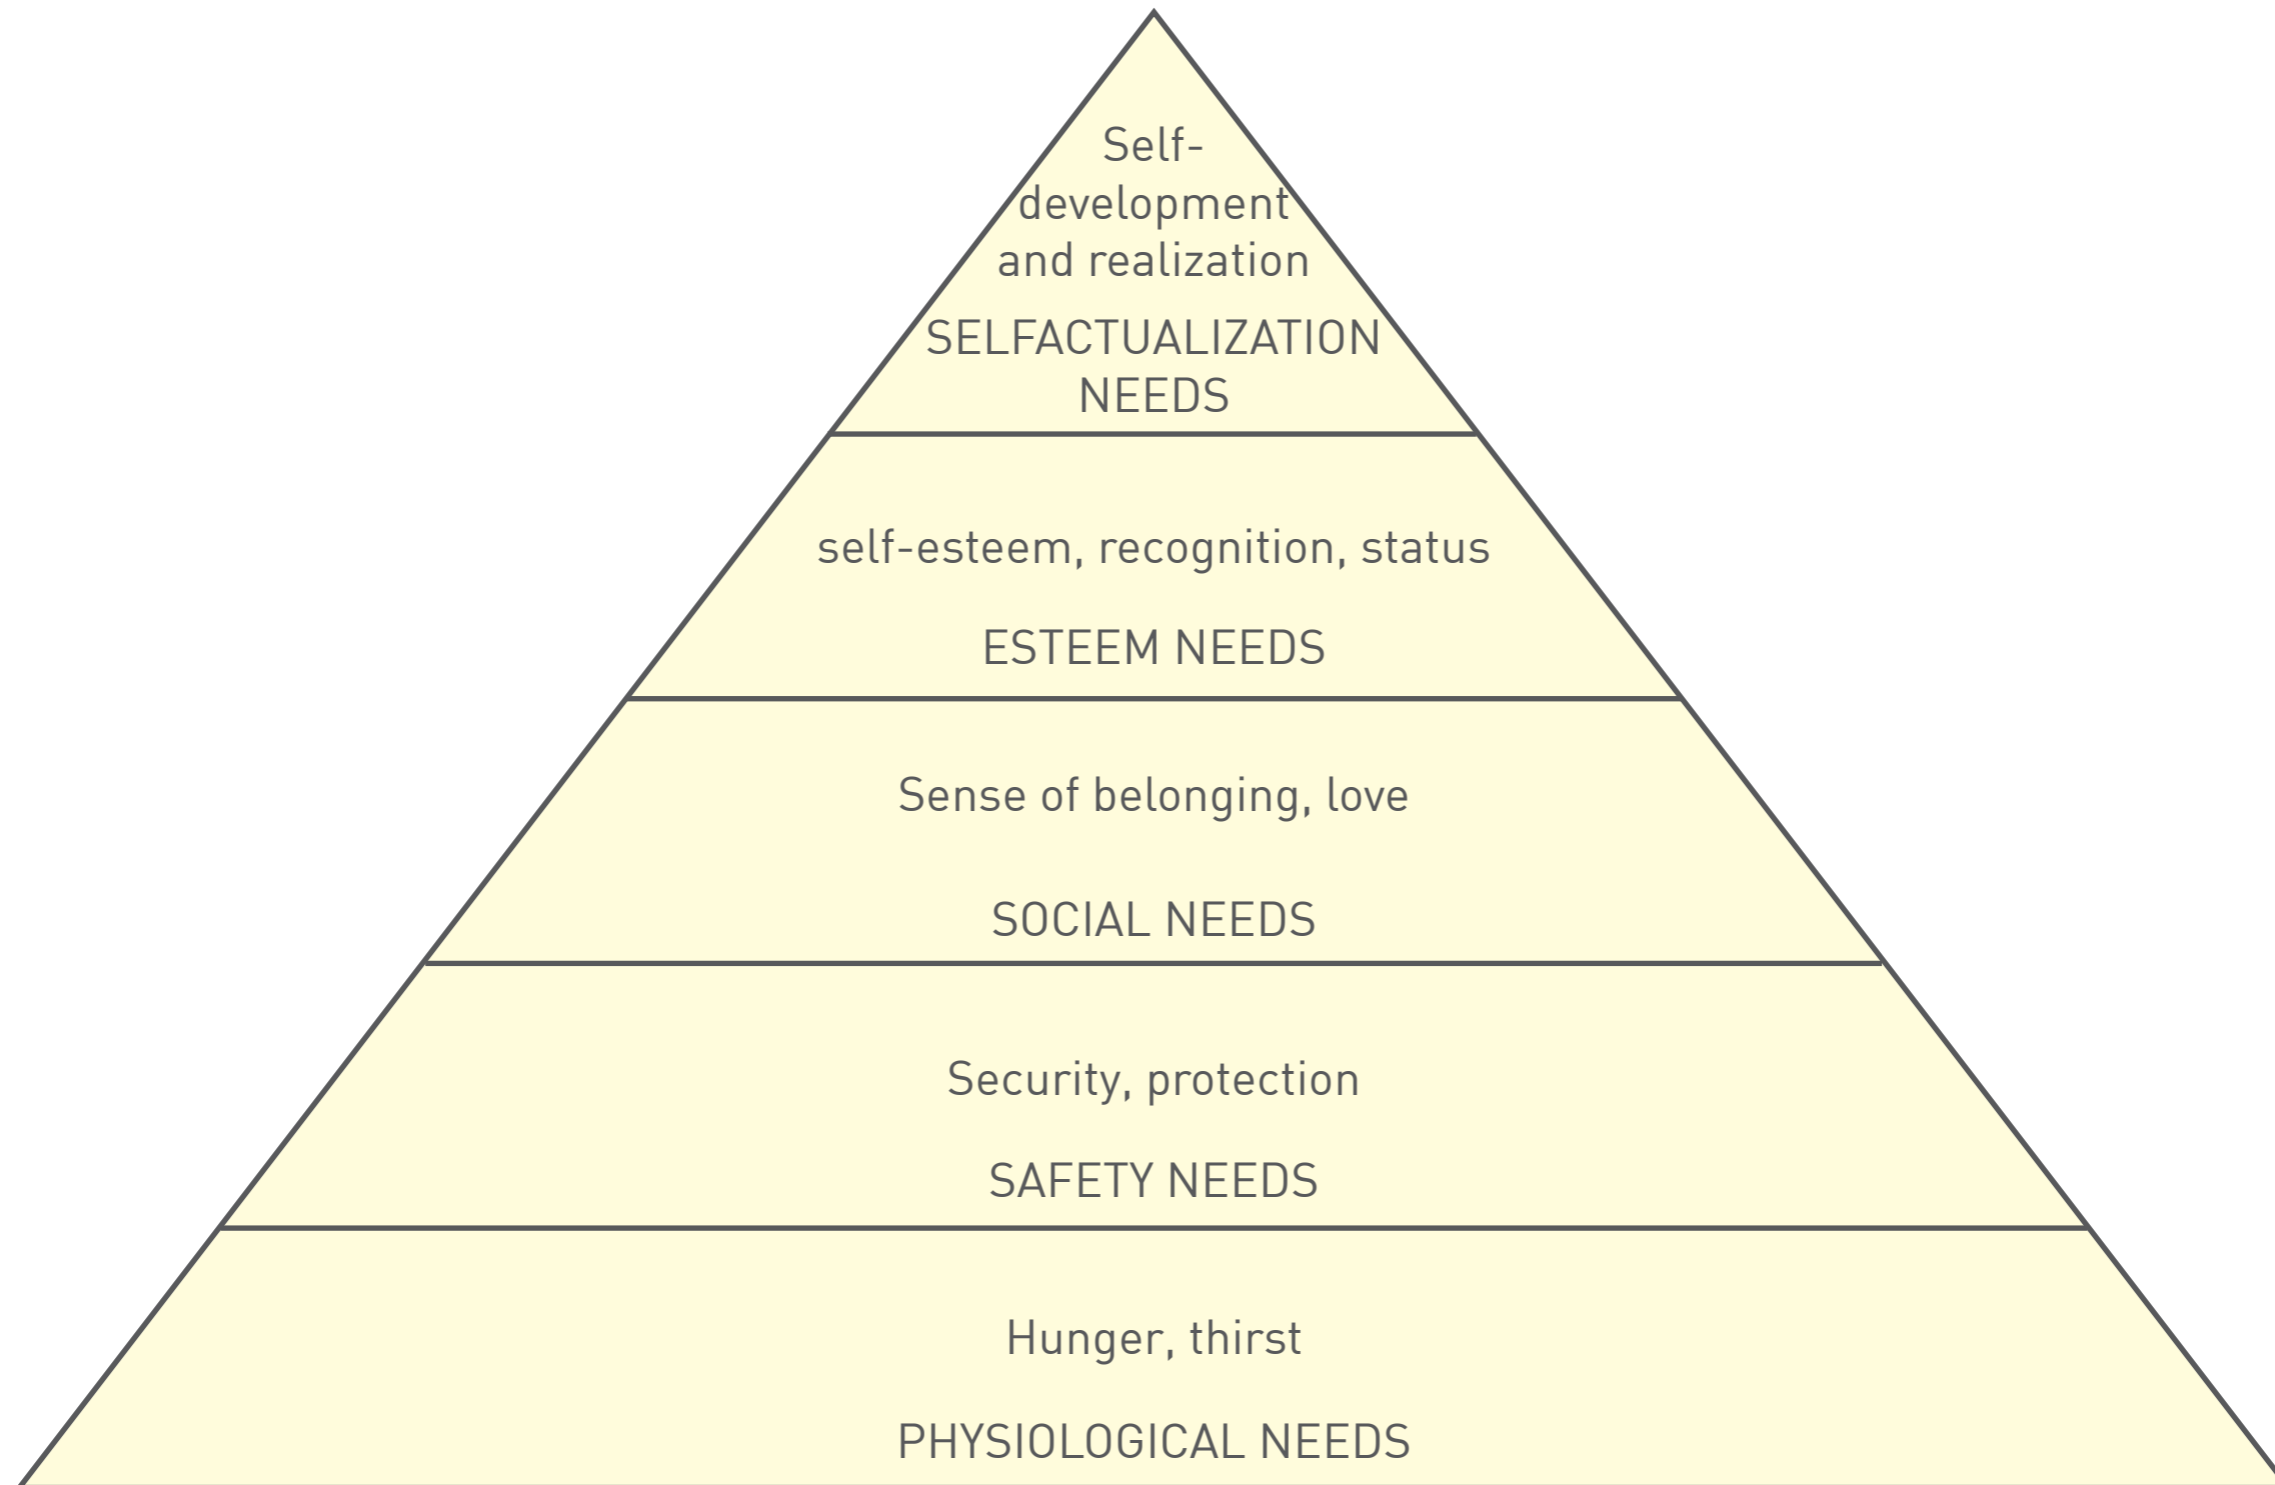 Self-
development
and realization
SELFACTUALIZATION
NEEDS
self-esteem, recognition, status
ESTEEM NEEDS
Sense of belonging, love
SOCIAL NEEDS
Security, protection
SAFETY NEEDS
Hunger, thirst
PHYSIOLOGICAL NEEDS